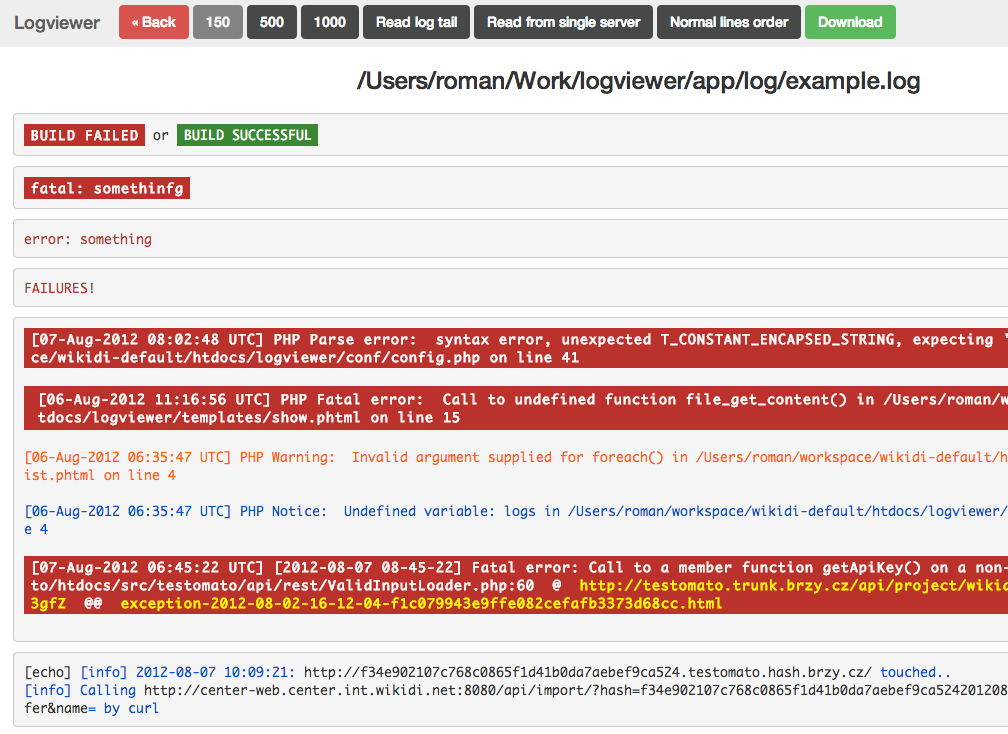 Logviewer « Back 150 500 1000 Read log tail Read from single server Normal lines order Download
/Users/roman/Work/logviewer/app/log/example.log
BUILD FAILED or BUILD SUCCESSFUL
fatal: somethinfg
error: something
FAILURES!
[07-Aug-2012 08:02:48 UTC] PHP Parse error:  syntax error, unexpected T_CONSTANT_ENCAPSED_STRING, expecting '
ce/wikidi-default/htdocs/logviewer/conf/config.php on line 41
[06-Aug-2012 11:16:56 UTC] PHP Fatal error:  Call to undefined function file_get_content() in /Users/roman/w
tdocs/logviewer/templates/show.phtml on line 15
[06-Aug-2012 06:35:47 UTC] PHP Warning:  Invalid argument supplied for foreach() in /Users/roman/workspace/wikidi-default/h
ist.phtml on line 4
[06-Aug-2012 06:35:47 UTC] PHP Notice:  Undefined variable: logs in /Users/roman/workspace/wikidi-default/htdocs/logviewer/
e 4
[07-Aug-2012 06:45:22 UTC] [2012-08-07 08-45-22] Fatal error: Call to a member function getApiKey() on a non-
to/htdocs/src/testomato/api/rest/ValidInputLoader.php:60  @  http://testomato.trunk.brzy.cz/api/project/wikid
3gfZ  @@  exception-2012-08-02-16-12-04-f1c079943e9ffe082cefafb3373d68cc.html
[echo] [info] 2012-08-07 10:09:21: http://f34e902107c768c0865f1d41b0da7aebef9ca524.testomato.hash.brzy.cz/ touched..
[info] Calling http://center-web.center.int.wikidi.net:8080/api/import/?hash=f34e902107c768c0865f1d41b0da7aebef9ca524201208
fer&name= by curl